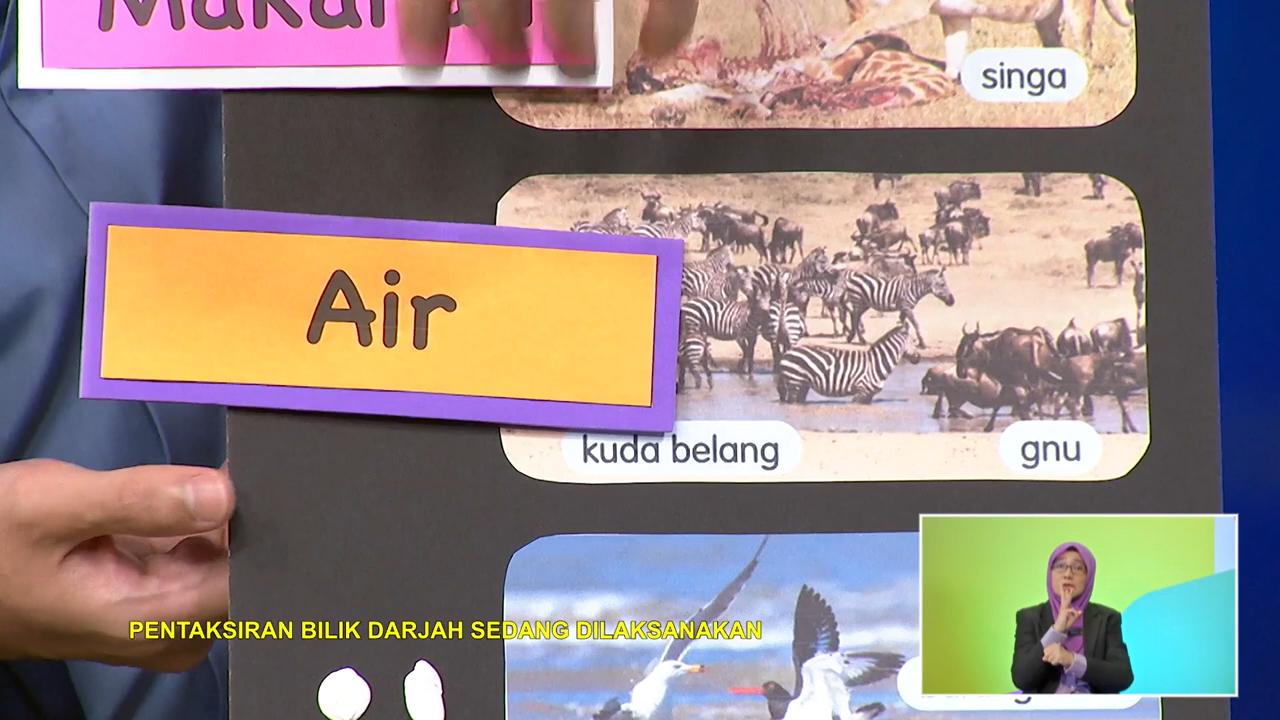 singa
Air
kuda belang
gnu
PENTAKSIRAN BILIK DARJAH SEDANG DILAKSANAKAN